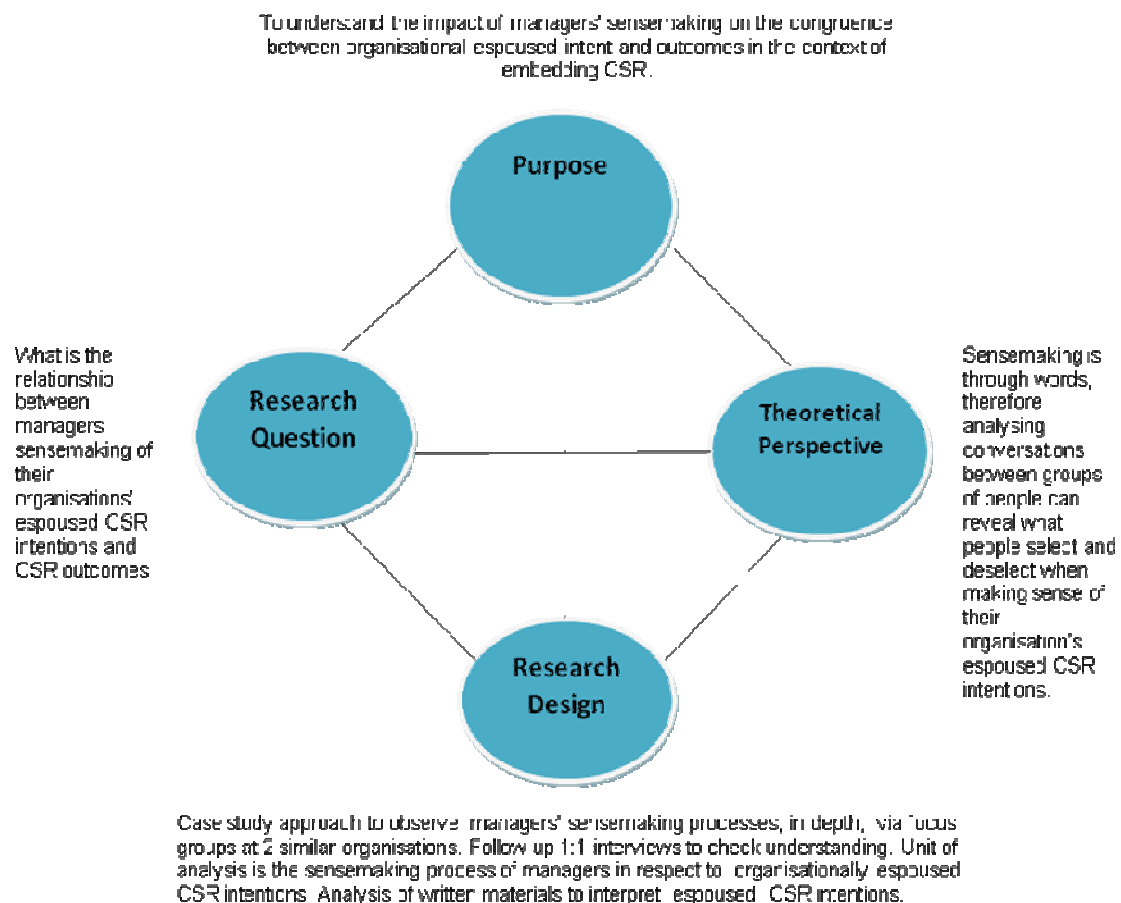 To understand the impact of managers' sensemaking on the congruence
between organisational espoused intent and outcomes in the context of
embedding CSR.
Purpose
What is the
relationship
between
managers
sensemaking of
their
organisations'
espoused CSR
intentions and
CSR outcomes
Research
Question
Theoretical
Perspective
Sensemaking is
through words,
therefore
analysing
conversations
between groups
of people can
reveal what
people select and
deselect when
making sense of
their
organisation's
espoused CSR
intentions.
Research
Design
Case study approach to observe managers' sensemaking processes, in depth, via focus
groups at 2 similar organisations. Follow up 1:1 interviews to check understanding. Unit of
analysis is the sensemaking process of managers in respect to organisationally espoused
CSR intentions. Analysis of written materials to interpret espoused CSR intentions.